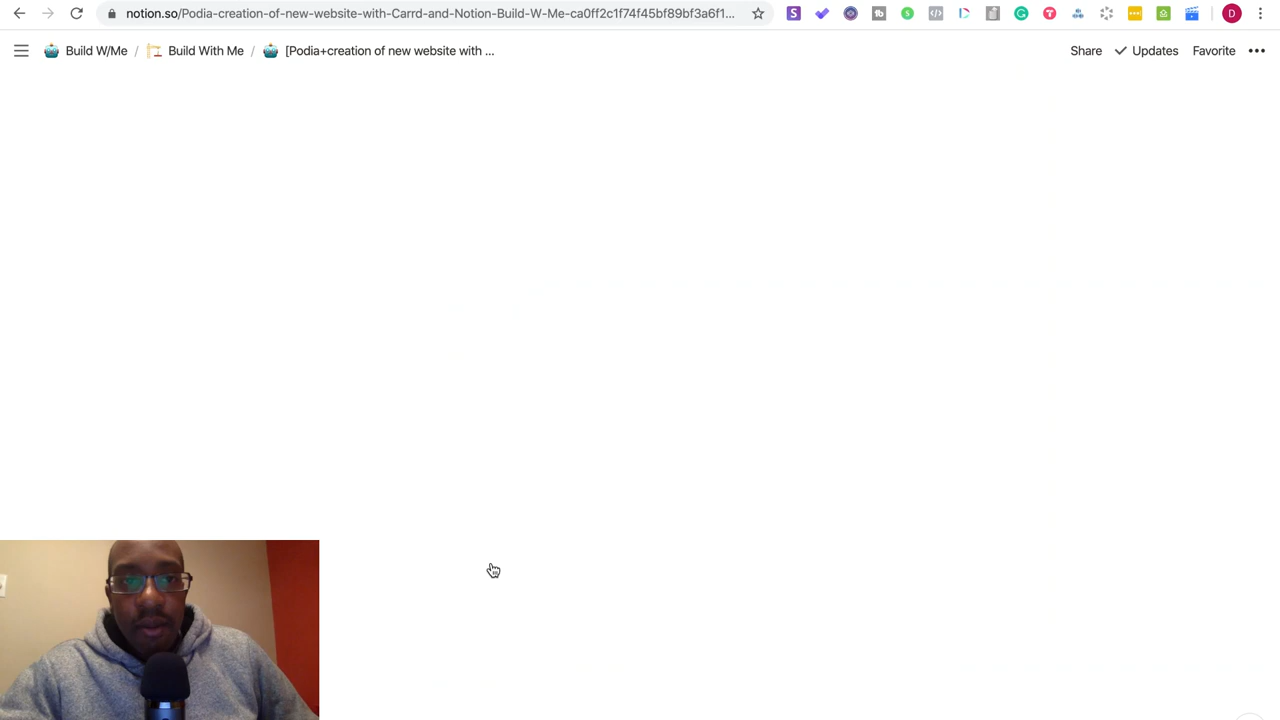 notion.so/Podia-creation-of-new-website-with-Carrd-and-Notion-Build-W-Me-ca0ff2c1f74f45bf89bf3a6f1...
D
Build W/Me / Build With Me / [Podia+creation of new website with ...
Share Updates Favorite